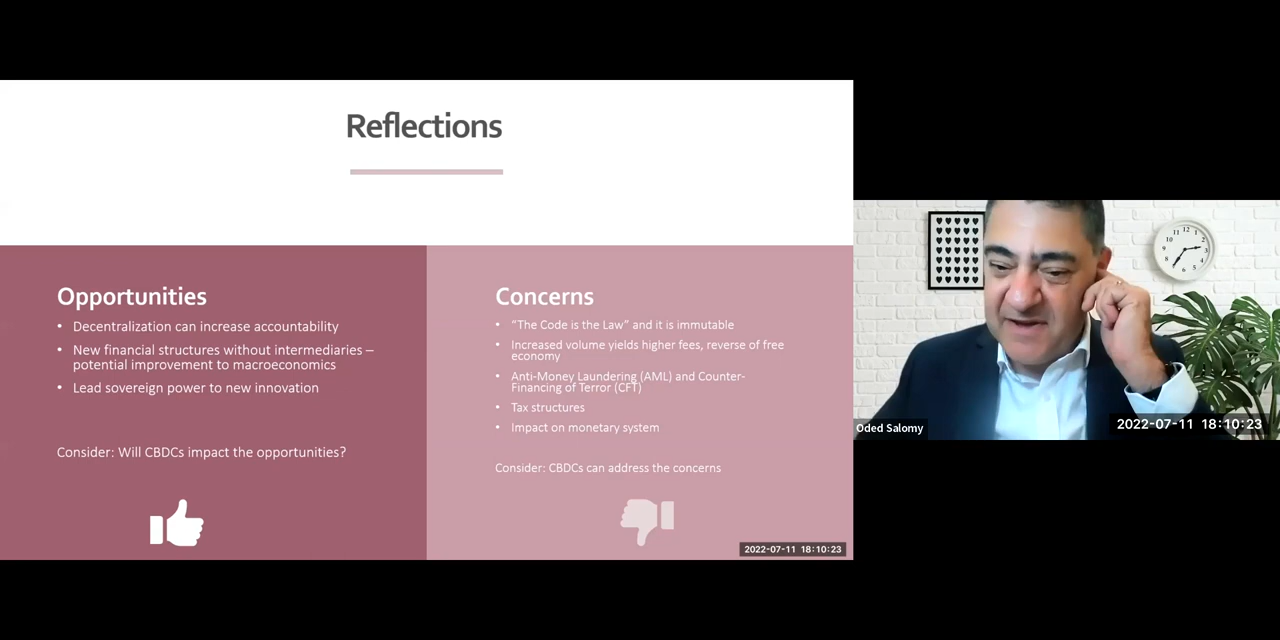 Reflections
Opportunities
• Decentralization can increase accountability
• New financial structures without intermediaries –
potential improvement to macroeconomics
• Lead sovereign power to new innovation
Consider: Will CBDCs impact the opportunities?
Concerns
• “The Code is the Law” and it is immutable
• Increased volume yields higher fees, reverse of free
economy
• Anti-Money Laundering (AML) and Counter-
Financing of Terror (CFT)
• Tax structures
• Impact on monetary system
Consider: CBDCs can address the concerns
2022-07-11 18:10:23
Oded Salomy
2022-07-11 18:10:23